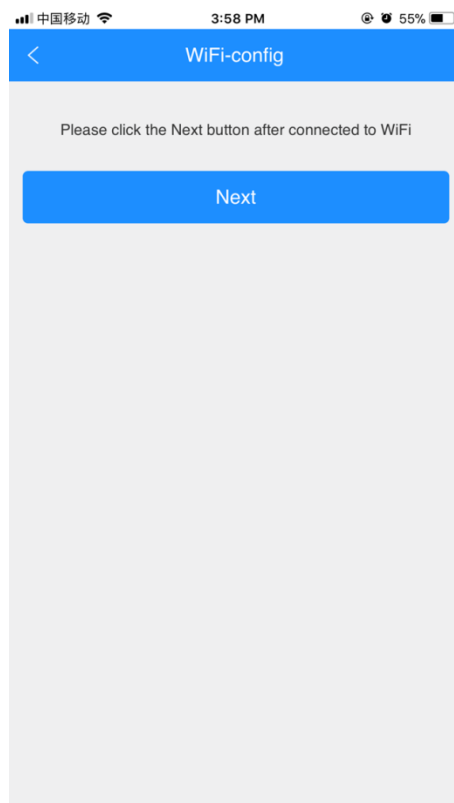 中国移动 3:58 PM 55%
WiFi-config
Please click the Next button after connected to WiFi
Next